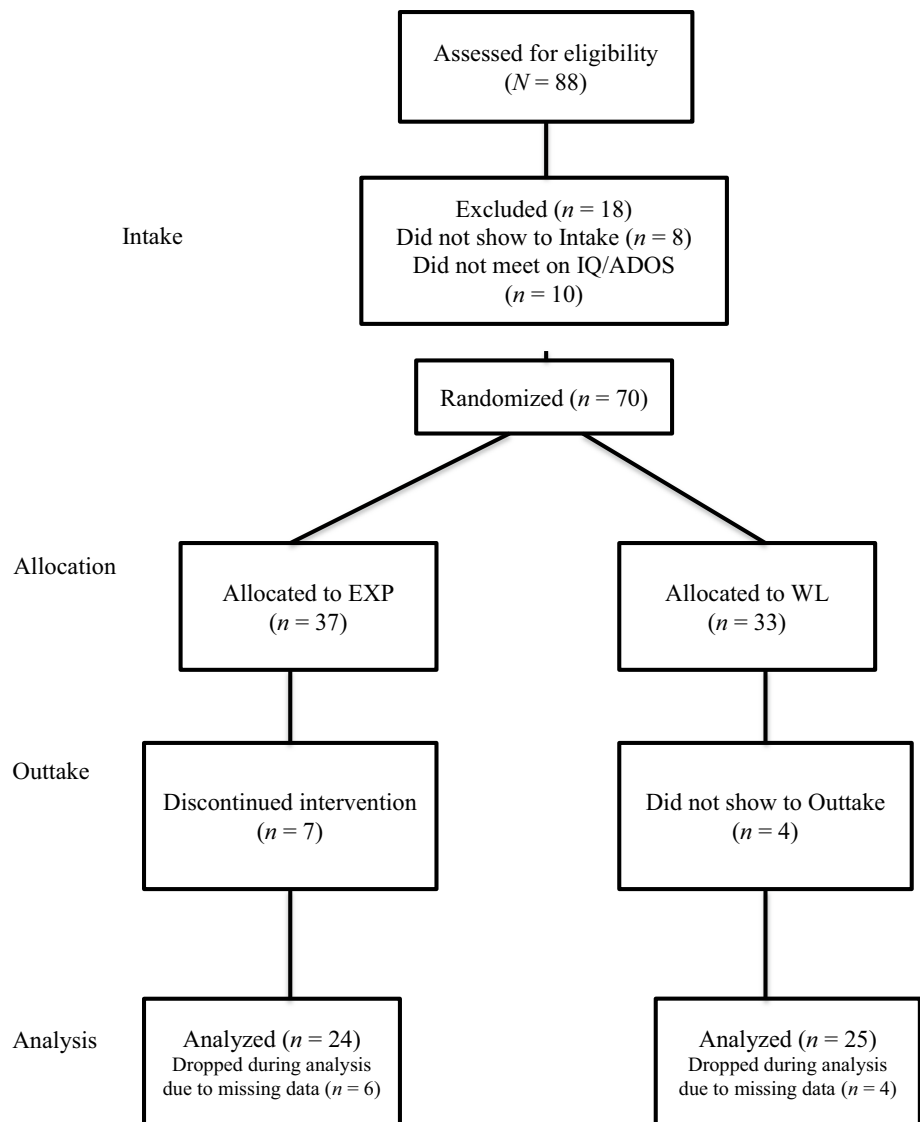 Assessed for eligibility
(N = 88)
Intake
Excluded (n = 18)
Did not show to Intake (n = 8)
Did not meet on IQ/ADOS
(n = 10)
Randomized (n = 70)
Allocation
Allocated to EXP
(n = 37)
Allocated to WL
(n = 33)
Outtake
Discontinued intervention
(n = 7)
Did not show to Outtake
(n = 4)
Analysis
Analyzed (n = 24)
Dropped during analysis
due to missing data (n = 6)
Analyzed (n = 25)
Dropped during analysis
due to missing data (n = 4)